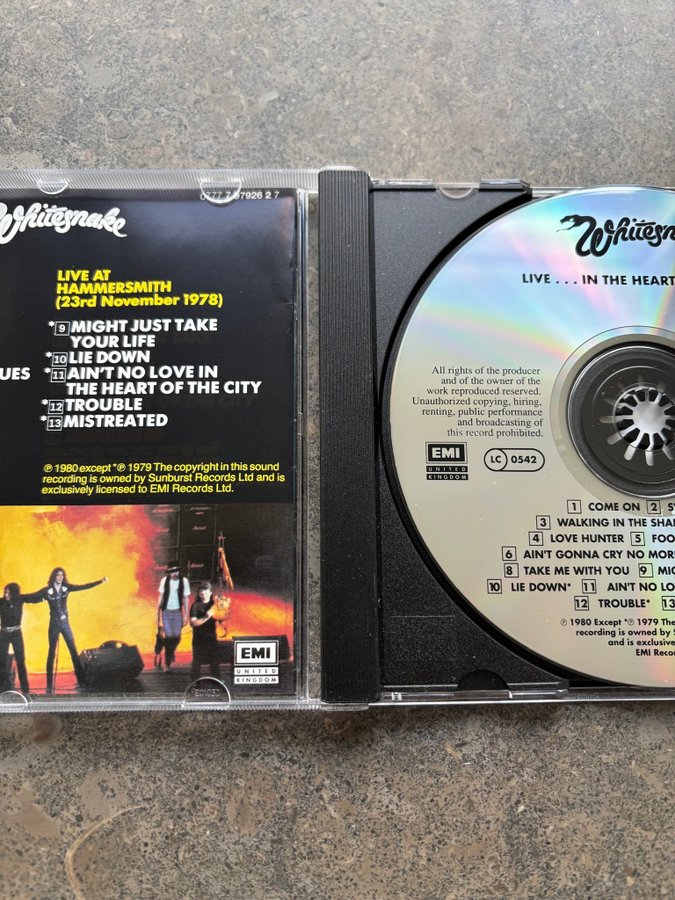 0777 7 97926 2 7
Whitesnake
LIVE AT
HAMMERSMITH
(23rd November 1978)
*9 MIGHT JUST TAKE
YOUR LIFE
*10 LIE DOWN
UES *11 AIN'T NO LOVE IN
THE HEART OF THE CITY
*12 TROUBLE
*13 MISTREATED
℗ 1980 except *℗ 1979 The copyright in this sound
recording is owned by Sunburst Records Ltd and is
exclusively licensed to EMI Records Ltd.
EMI
UNITED
KINGDOM
Whitesn
LIVE . . . IN THE HEART
All rights of the producer
and of the owner of the
work reproduced reserved.
Unauthorized copying, hiring,
renting, public performance
and broadcasting of
this record prohibited.
EMI
UNITED
KINGDOM
LC 0542
1 COME ON 2 S
3 WALKING IN THE SHA
4 LOVE HUNTER 5 FOO
6 AIN'T GONNA CRY NO MOR
8 TAKE ME WITH YOU 9 MI
10 LIE DOWN* 11 AIN'T NO LO
12 TROUBLE* 13
℗ 1980 Except *℗ 1979 The
recording is owned by Su
and is exclusive
EMI Reco